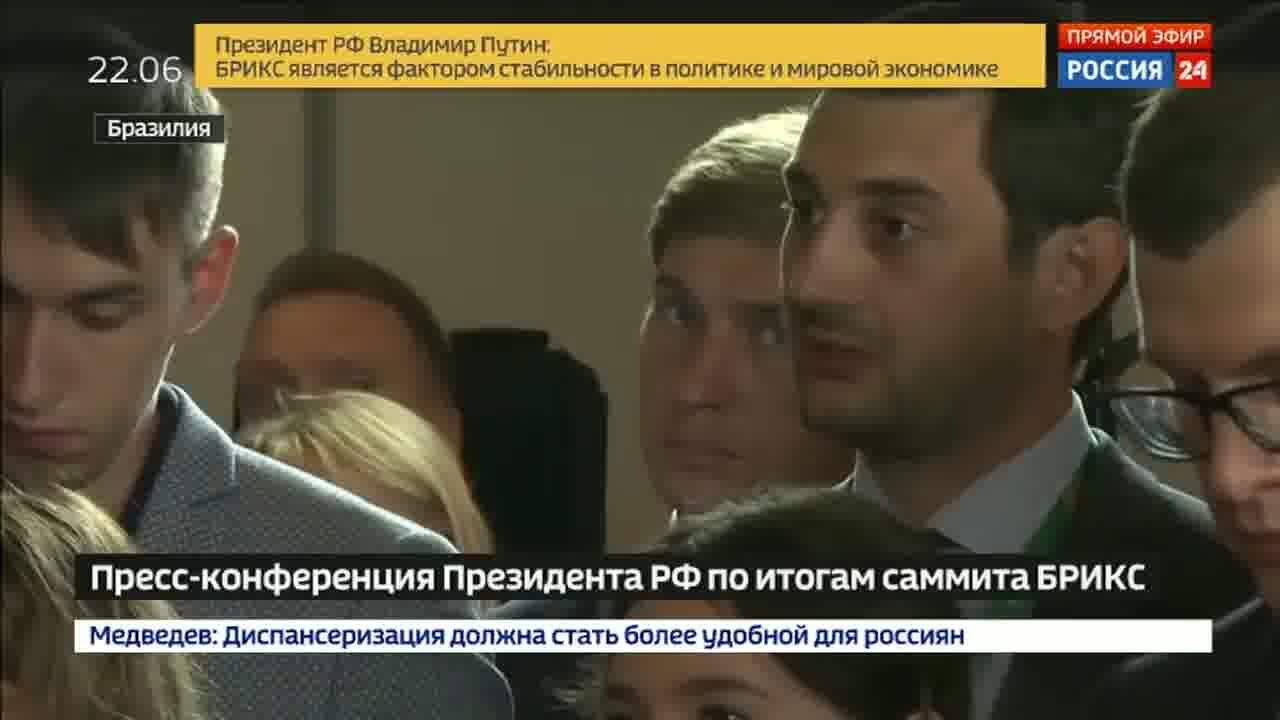 22.06
Президент РФ Владимир Путин:
БРИКС является фактором стабильности в политике и мировой экономике
ПРЯМОЙ ЭФИР
РОССИЯ 24
Бразилия
Пресс-конференция Президента РФ по итогам саммита БРИКС
Медведев: Диспансеризация должна стать более удобной для россиян